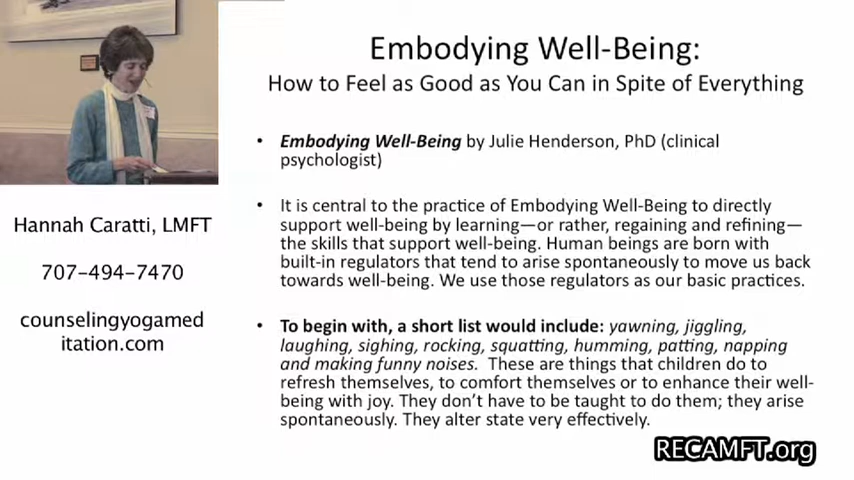 Embodying Well-Being:
How to Feel as Good as You Can in Spite of Everything
• Embodying Well-Being by Julie Henderson, PhD (clinical
psychologist)
• It is central to the practice of Embodying Well-Being to directly
support well-being by learning—or rather, regaining and refining—
the skills that support well-being. Human beings are born with
built-in regulators that tend to arise spontaneously to move us back
towards well-being. We use those regulators as our basic practices.
• To begin with, a short list would include: yawning, jiggling,
laughing, sighing, rocking, squatting, humming, patting, napping
and making funny noises. These are things that children do to
refresh themselves, to comfort themselves or to enhance their well-
being with joy. They don't have to be taught to do them; they arise
spontaneously. They alter state very effectively.
Hannah Caratti, LMFT
707-494-7470
counselingyogamed
itation.com
RECAMFT.org